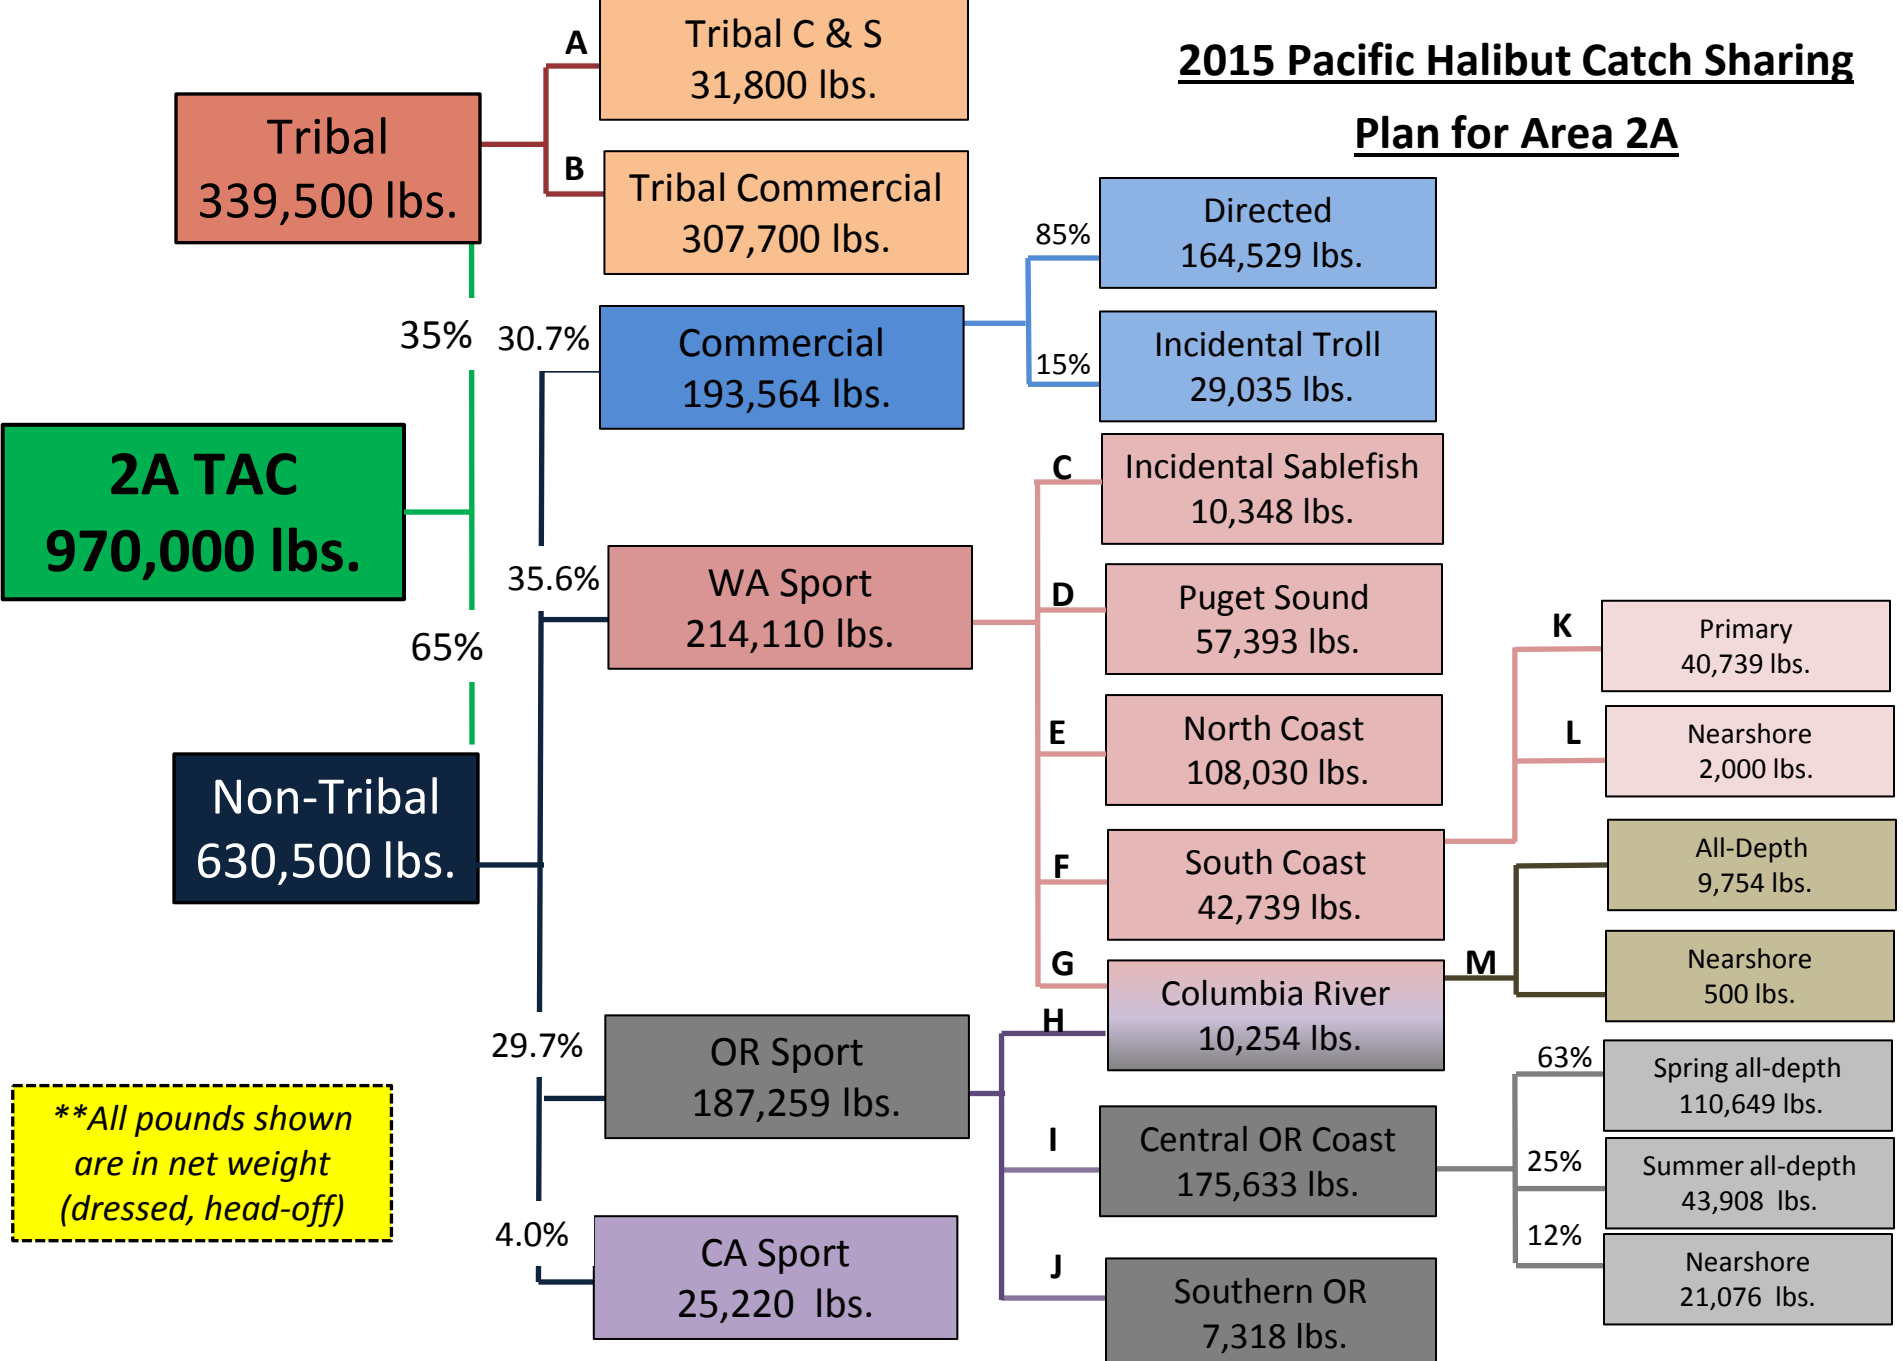 2015 Pacific Halibut Catch Sharing
Plan for Area 2A
2A TAC
970,000 lbs.
35%
65%
Tribal
339,500 lbs.
A
Tribal C & S
31,800 lbs.
B
Tribal Commercial
307,700 lbs.
Non-Tribal
630,500 lbs.
30.7%
Commercial
193,564 lbs.
85%
Directed
164,529 lbs.
15%
Incidental Troll
29,035 lbs.
35.6%
WA Sport
214,110 lbs.
C
Incidental Sablefish
10,348 lbs.
D
Puget Sound
57,393 lbs.
E
North Coast
108,030 lbs.
F
South Coast
42,739 lbs.
K
Primary
40,739 lbs.
L
Nearshore
2,000 lbs.
G
H
Columbia River
10,254 lbs.
M
All-Depth
9,754 lbs.
Nearshore
500 lbs.
29.7%
OR Sport
187,259 lbs.
I
Central OR Coast
175,633 lbs.
63%
Spring all-depth
110,649 lbs.
25%
Summer all-depth
43,908 lbs.
12%
Nearshore
21,076 lbs.
J
Southern OR
7,318 lbs.
4.0%
CA Sport
25,220 lbs.
**All pounds shown
are in net weight
(dressed, head-off)